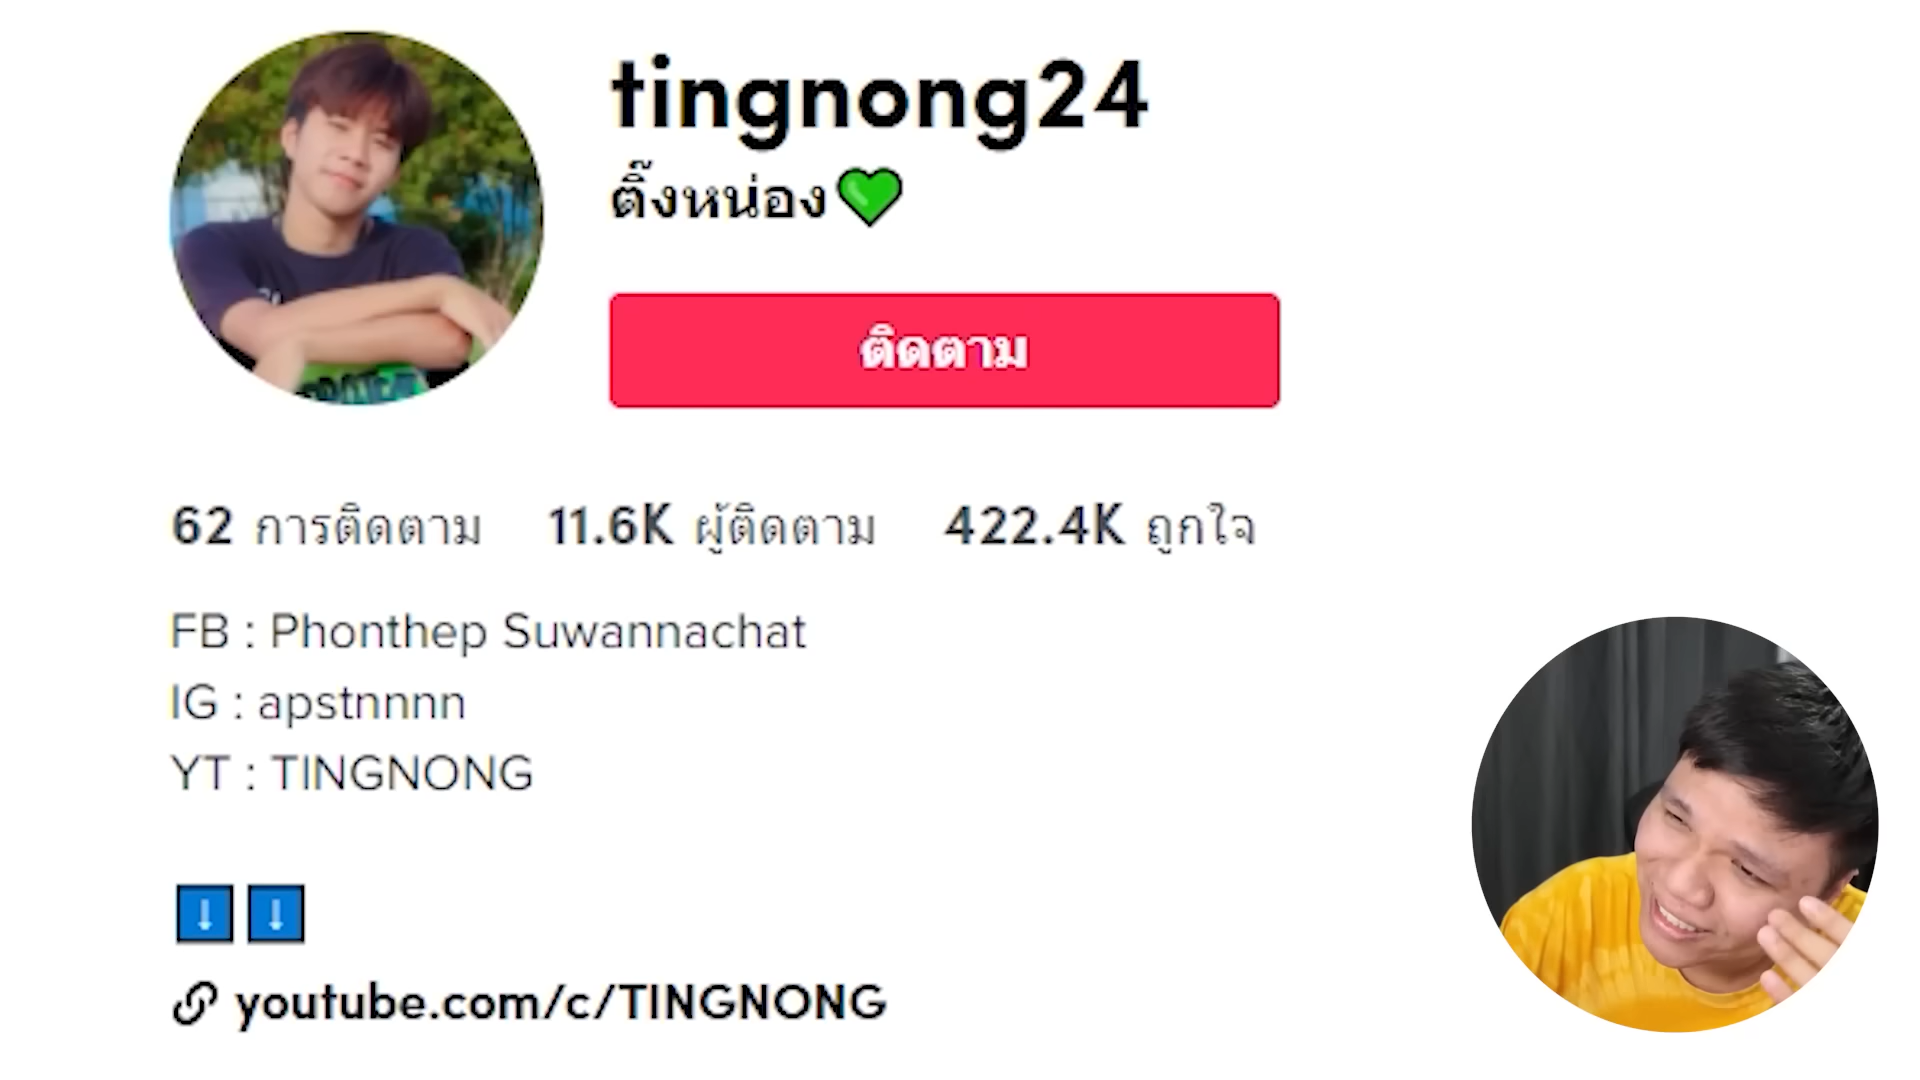 tingnong24
ติ๊งหน่อง💚
ติดตาม
62 การติดตาม 11.6K ผู้ติดตาม 422.4K ถูกใจ
FB : Phonthep Suwannachat
IG : apstnnnn
YT : TINGNONG
⬇️⬇️
youtube.com/c/TINGNONG